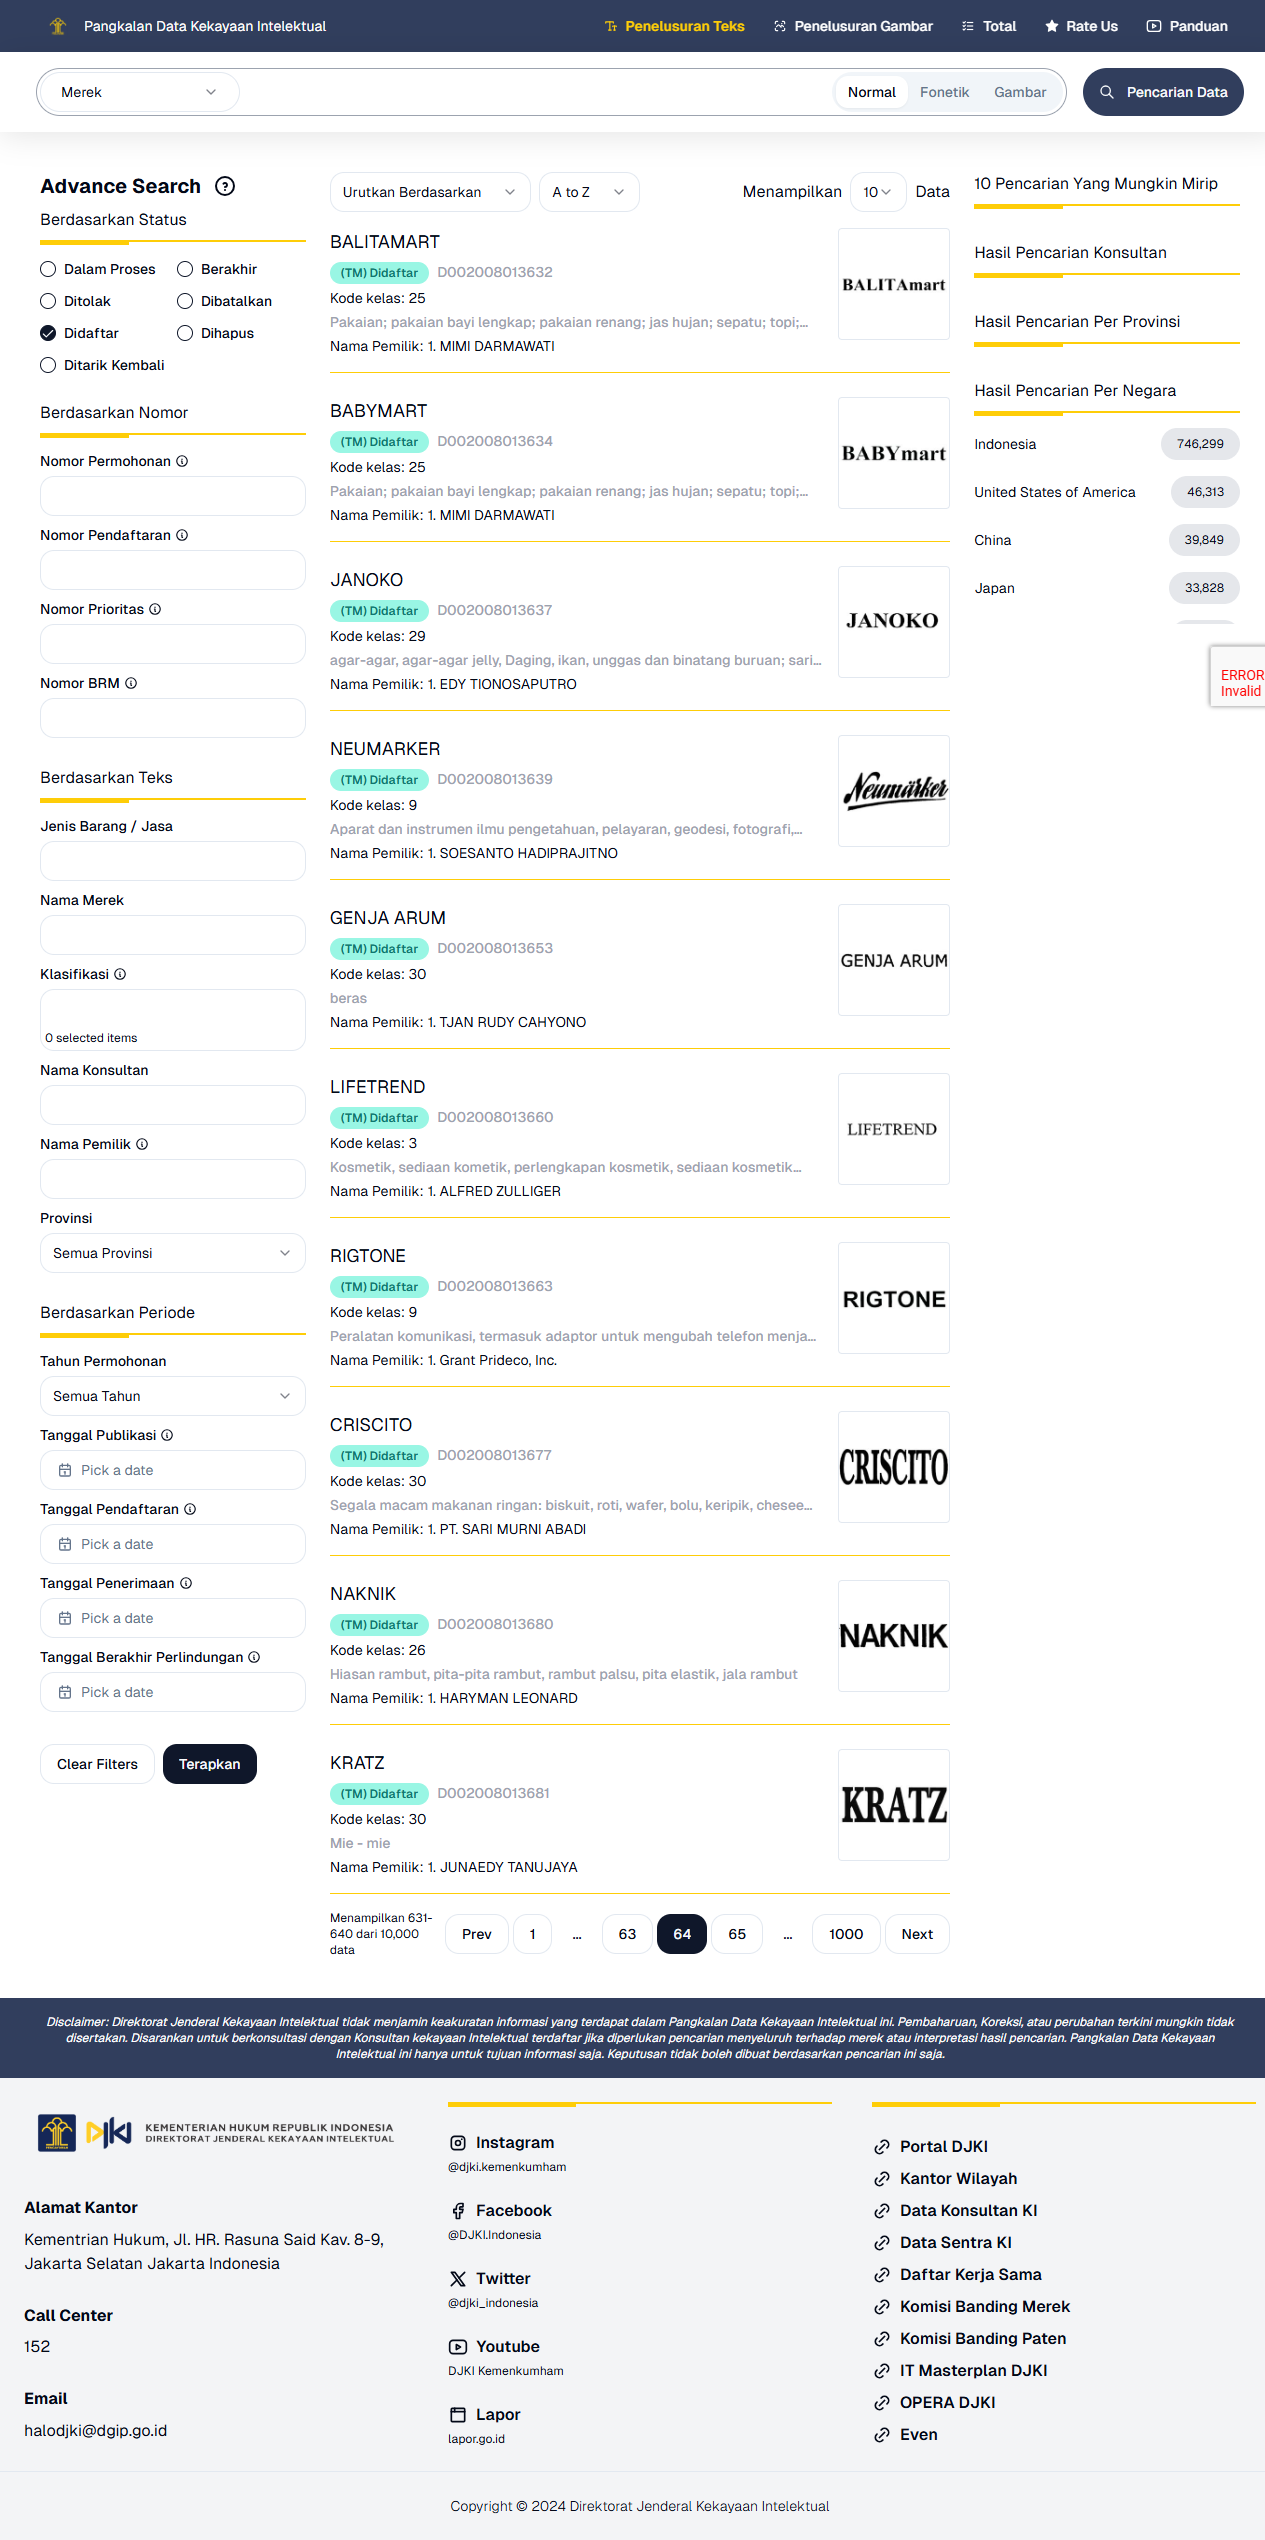 Pangkalan Data Kekayaan Intelektual
Penelusuran Teks
Penelusuran Gambar
Total
Rate Us
Panduan
Merek
Normal
Fonetik
Gambar
Pencarian Data
Advance Search
Berdasarkan Status
Dalam Proses
Berakhir
Ditolak
Dibatalkan
Didaftar
Dihapus
Ditarik Kembali
Berdasarkan Nomor
Nomor Permohonan
Nomor Pendaftaran
Nomor Prioritas
Nomor BRM
Berdasarkan Teks
Jenis Barang / Jasa
Nama Merek
Klasifikasi
0 selected items
Nama Konsultan
Nama Pemilik
Provinsi
Semua Provinsi
Berdasarkan Periode
Tahun Permohonan
Semua Tahun
Tanggal Publikasi
Pick a date
Tanggal Pendaftaran
Pick a date
Tanggal Penerimaan
Pick a date
Tanggal Berakhir Perlindungan
Pick a date
Clear Filters
Terapkan
Urutkan Berdasarkan
A to Z
Menampilkan
10
Data
BALITAMART
(TM) Didaftar D002008013632
Kode kelas: 25
Pakaian; pakaian bayi lengkap; pakaian renang; jas hujan; sepatu; topi;...
Nama Pemilik: 1. MIMI DARMAWATI
BALITAmart
BABYMART
(TM) Didaftar D002008013634
Kode kelas: 25
Pakaian; pakaian bayi lengkap; pakaian renang; jas hujan; sepatu; topi;...
Nama Pemilik: 1. MIMI DARMAWATI
BABYmart
JANOKO
(TM) Didaftar D002008013637
Kode kelas: 29
agar-agar, agar-agar jelly, Daging, ikan, unggas dan binatang buruan; sari...
Nama Pemilik: 1. EDY TIONOSAPUTRO
JANOKO
NEUMARKER
(TM) Didaftar D002008013639
Kode kelas: 9
Aparat dan instrumen ilmu pengetahuan, pelayaran, geodesi, fotografi,...
Nama Pemilik: 1. SOESANTO HADIPRAJITNO
Neumärker
GENJA ARUM
(TM) Didaftar D002008013653
Kode kelas: 30
beras
Nama Pemilik: 1. TJAN RUDY CAHYONO
GENJA ARUM
LIFETREND
(TM) Didaftar D002008013660
Kode kelas: 3
Kosmetik, sediaan kometik, perlengkapan kosmetik, sediaan kosmetik...
Nama Pemilik: 1. ALFRED ZULLIGER
LIFETREND
RIGTONE
(TM) Didaftar D002008013663
Kode kelas: 9
Peralatan komunikasi, termasuk adaptor untuk mengubah telefon menja...
Nama Pemilik: 1. Grant Prideco, Inc.
RIGTONE
CRISCITO
(TM) Didaftar D002008013677
Kode kelas: 30
Segala macam makanan ringan: biskuit, roti, wafer, bolu, keripik, chesee...
Nama Pemilik: 1. PT. SARI MURNI ABADI
CRISCITO
NAKNIK
(TM) Didaftar D002008013680
Kode kelas: 26
Hiasan rambut, pita-pita rambut, rambut palsu, pita elastik, jala rambut
Nama Pemilik: 1. HARYMAN LEONARD
NAKNIK
KRATZ
(TM) Didaftar D002008013681
Kode kelas: 30
Mie - mie
Nama Pemilik: 1. JUNAEDY TANUJAYA
KRATZ
Menampilkan 631-
640 dari 10,000
data
Prev 1 ... 63 64 65 ... 1000 Next
10 Pencarian Yang Mungkin Mirip
Hasil Pencarian Konsultan
Hasil Pencarian Per Provinsi
Hasil Pencarian Per Negara
Indonesia 746,299
United States of America 46,313
China 39,849
Japan 33,828
ERROR
Invalid
Disclaimer: Direktorat Jenderal Kekayaan Intelektual tidak menjamin keakuratan informasi yang terdapat dalam Pangkalan Data Kekayaan Intelektual ini. Pembaharuan, Koreksi, atau perubahan terkini mungkin tidak
disertakan. Disarankan untuk berkonsultasi dengan Konsultan kekayaan Intelektual terdaftar jika diperlukan pencarian menyeluruh terhadap merek atau interpretasi hasil pencarian. Pangkalan Data Kekayaan
Intelektual ini hanya untuk tujuan informasi saja. Keputusan tidak boleh dibuat berdasarkan pencarian ini saja.
KEMENTERIAN HUKUM REPUBLIK INDONESIA
DIREKTORAT JENDERAL KEKAYAAN INTELEKTUAL
Alamat Kantor
Kementrian Hukum, Jl. HR. Rasuna Said Kav. 8-9,
Jakarta Selatan Jakarta Indonesia
Call Center
152
Email
halodjki@dgip.go.id
Instagram
@djki.kemenkumham
Facebook
@DJKI.Indonesia
Twitter
@djki_indonesia
Youtube
DJKI Kemenkumham
Lapor
lapor.go.id
Portal DJKI
Kantor Wilayah
Data Konsultan KI
Data Sentra KI
Daftar Kerja Sama
Komisi Banding Merek
Komisi Banding Paten
IT Masterplan DJKI
OPERA DJKI
Even
Copyright © 2024 Direktorat Jenderal Kekayaan Intelektual